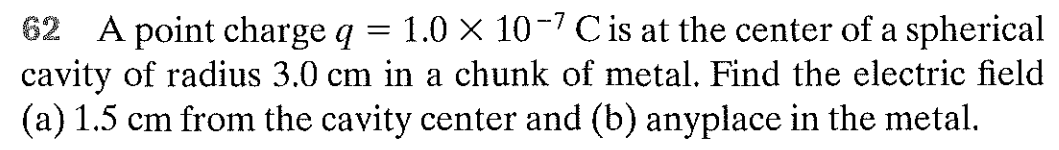 62 A point charge q = 1.0 × 10⁻⁷ C is at the center of a spherical
cavity of radius 3.0 cm in a chunk of metal. Find the electric field
(a) 1.5 cm from the cavity center and (b) anyplace in the metal.